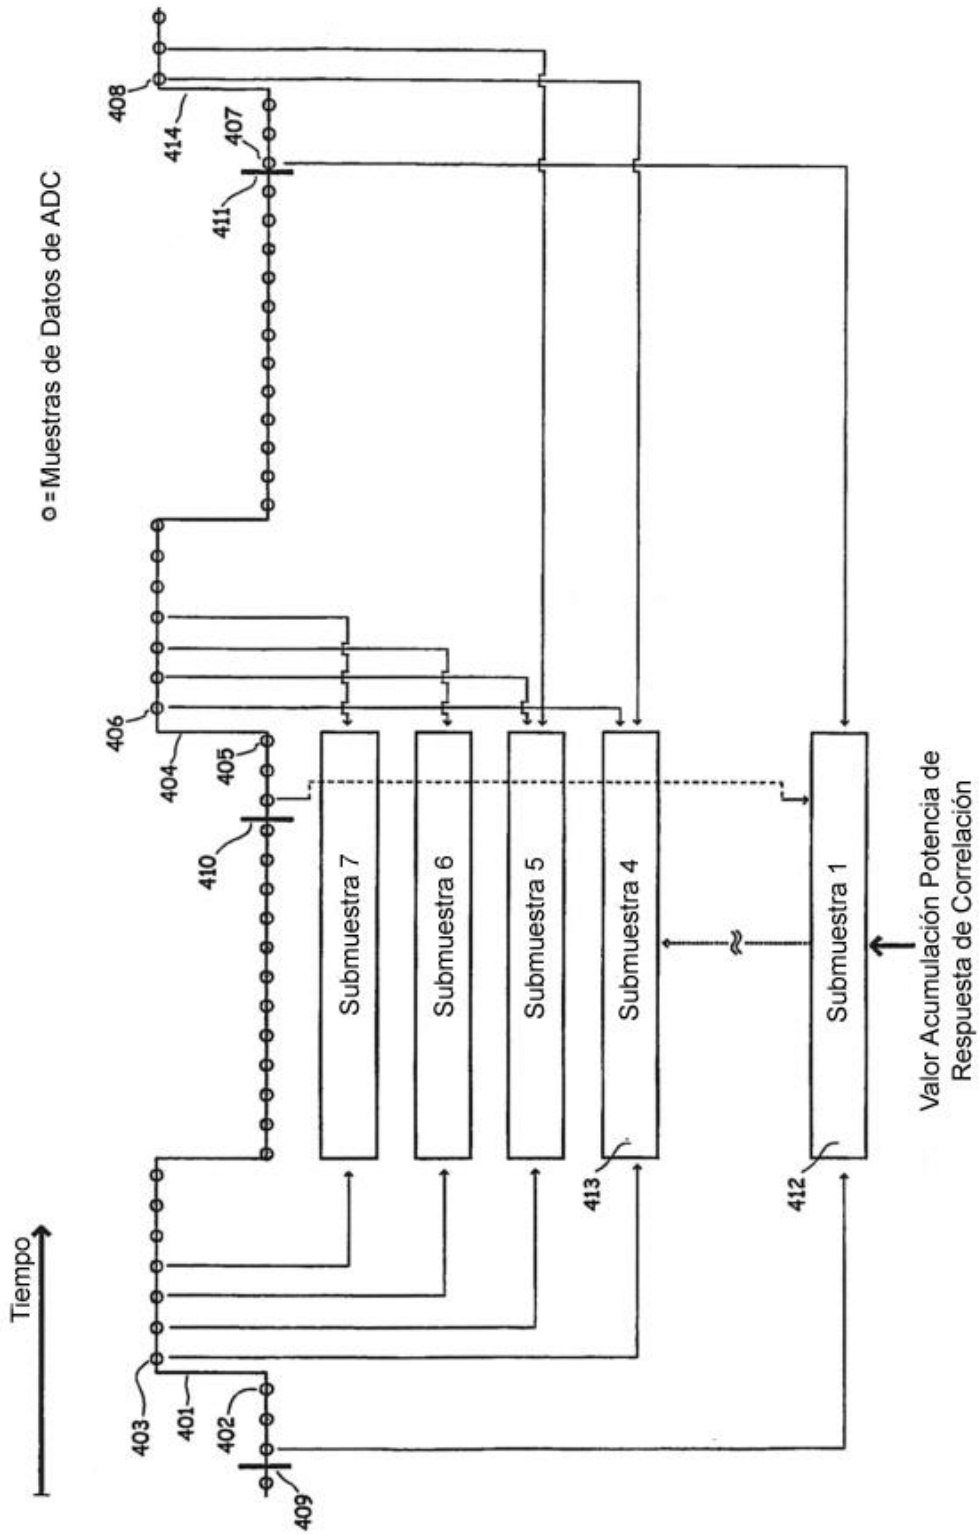 Tiempo
o=Muestras de Datos de ADC
403
401
402
409
406
404
405
410
408
414
407
411
Submuestra 7
Submuestra 6
Submuestra 5
Submuestra 4
413
Submuestra 1
412
Valor Acumulación Potencia de
Respuesta de Correlación